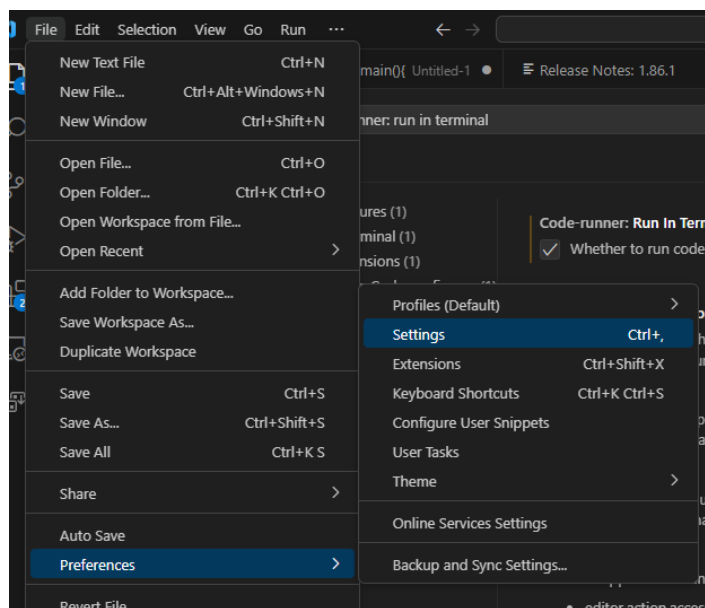 File Edit Selection View Go Run ...
New Text File Ctrl+N
New File... Ctrl+Alt+Windows+N
New Window Ctrl+Shift+N
Open File... Ctrl+O
Open Folder... Ctrl+K Ctrl+O
Open Workspace from File...
Open Recent
Add Folder to Workspace...
Save Workspace As...
Duplicate Workspace
Save Ctrl+S
Save As... Ctrl+Shift+S
Save All Ctrl+K S
Share
Auto Save
Preferences
Revert File
main(){ Untitled-1
Release Notes: 1.86.1
run in terminal
(1)
(1)
(1)
Code-runner: Run In
Whether to run code
Profiles (Default)
Settings Ctrl+,
Extensions Ctrl+Shift+X
Keyboard Shortcuts Ctrl+K Ctrl+S
Configure User Snippets
User Tasks
Theme
Online Services Settings
Backup and Sync Settings...
editor action
1
2